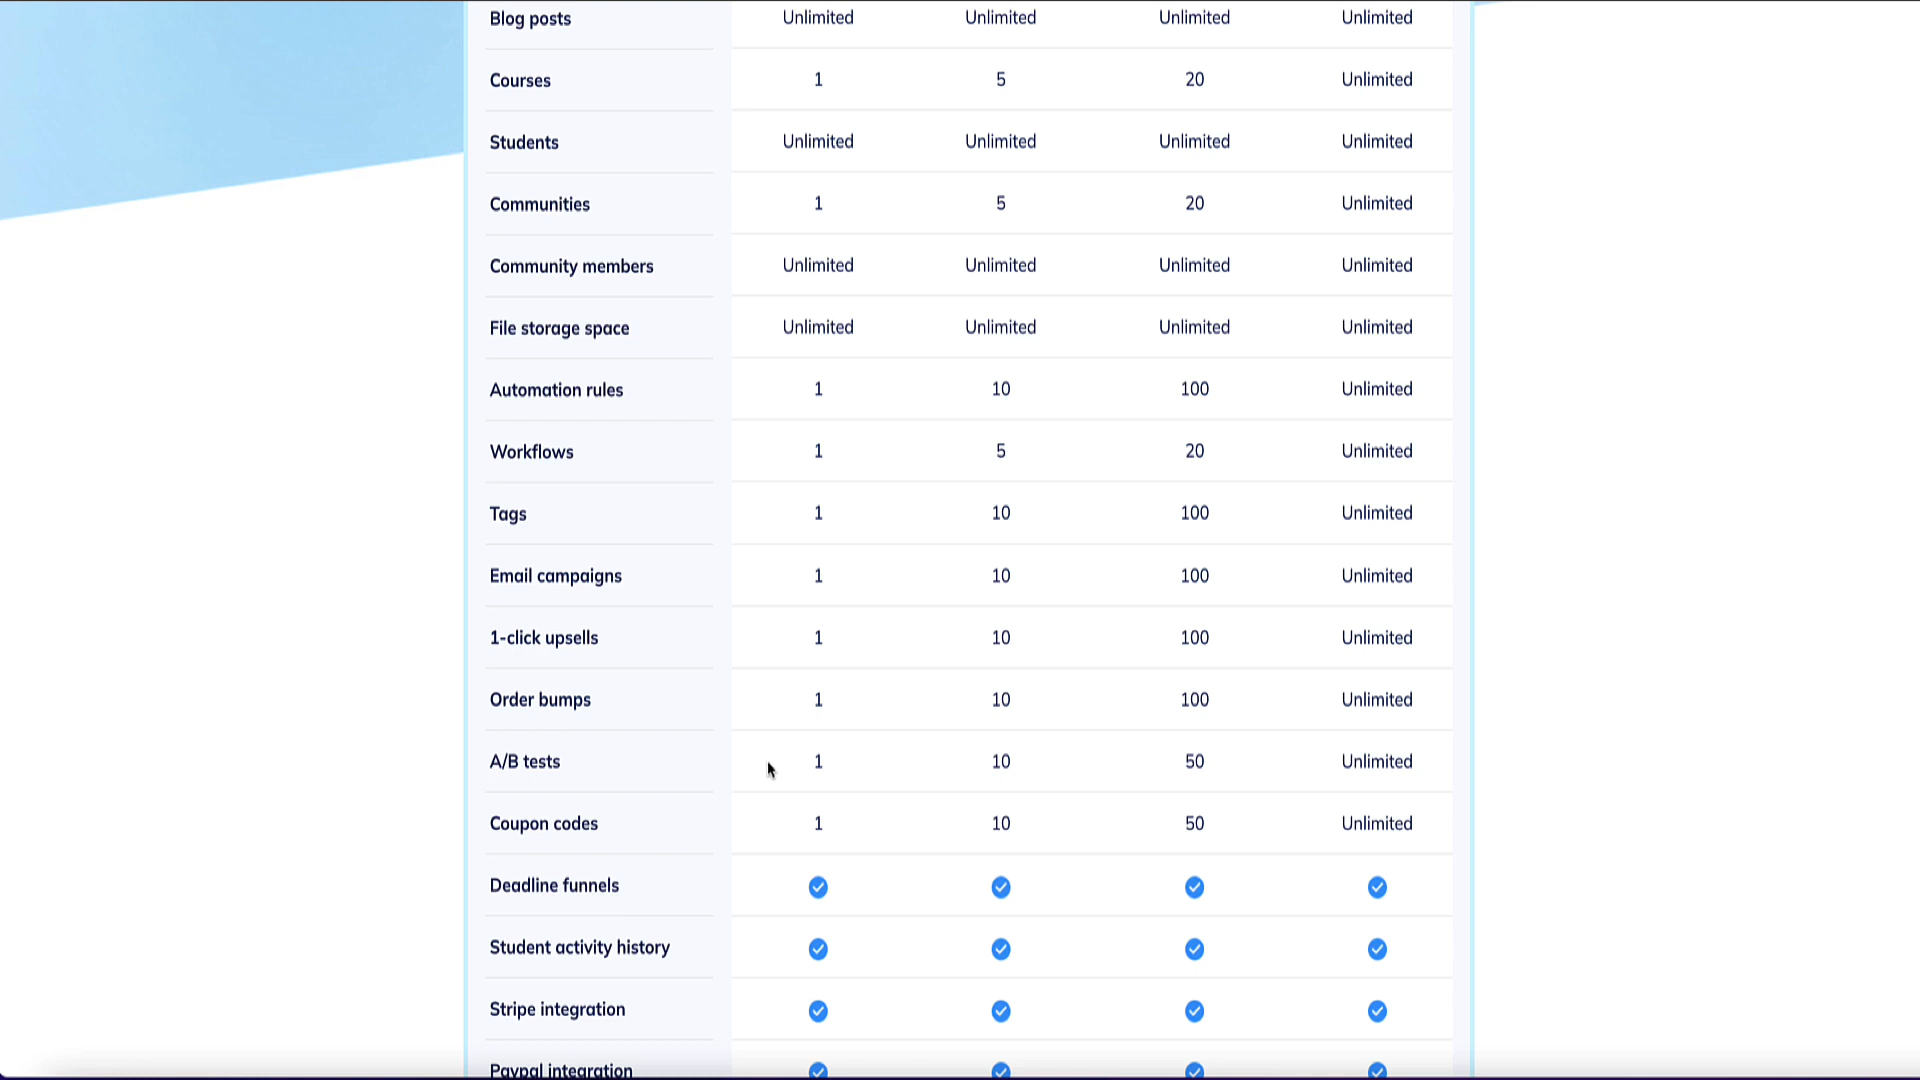 Blog posts Unlimited Unlimited Unlimited Unlimited
Courses 1 5 20 Unlimited
Students Unlimited Unlimited Unlimited Unlimited
Communities 1 5 20 Unlimited
Community members Unlimited Unlimited Unlimited Unlimited
File storage space Unlimited Unlimited Unlimited Unlimited
Automation rules 1 10 100 Unlimited
Workflows 1 5 20 Unlimited
Tags 1 10 100 Unlimited
Email campaigns 1 10 100 Unlimited
1-click upsells 1 10 100 Unlimited
Order bumps 1 10 100 Unlimited
A/B tests 1 10 50 Unlimited
Coupon codes 1 10 50 Unlimited
Deadline funnels
Student activity history
Stripe integration
Paypal integration